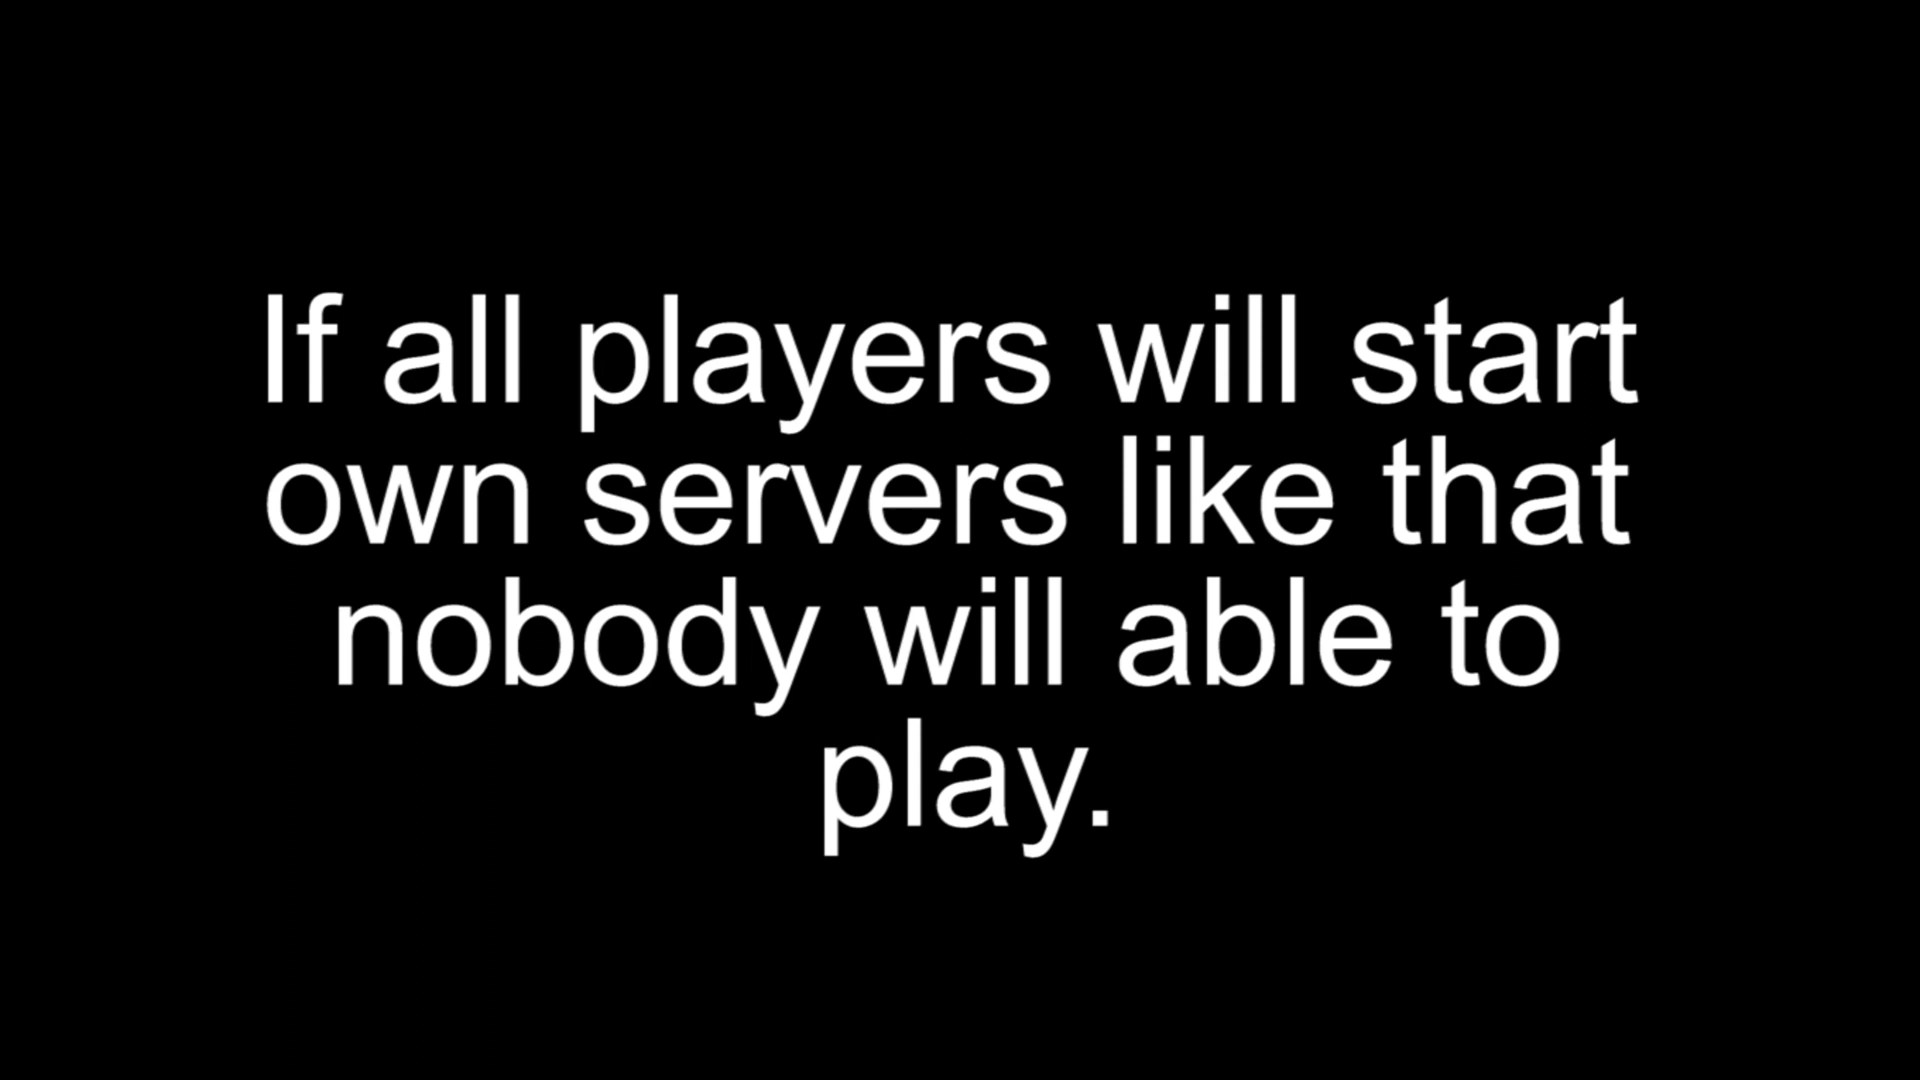 If all players will start
own servers like that
nobody will able to
play.